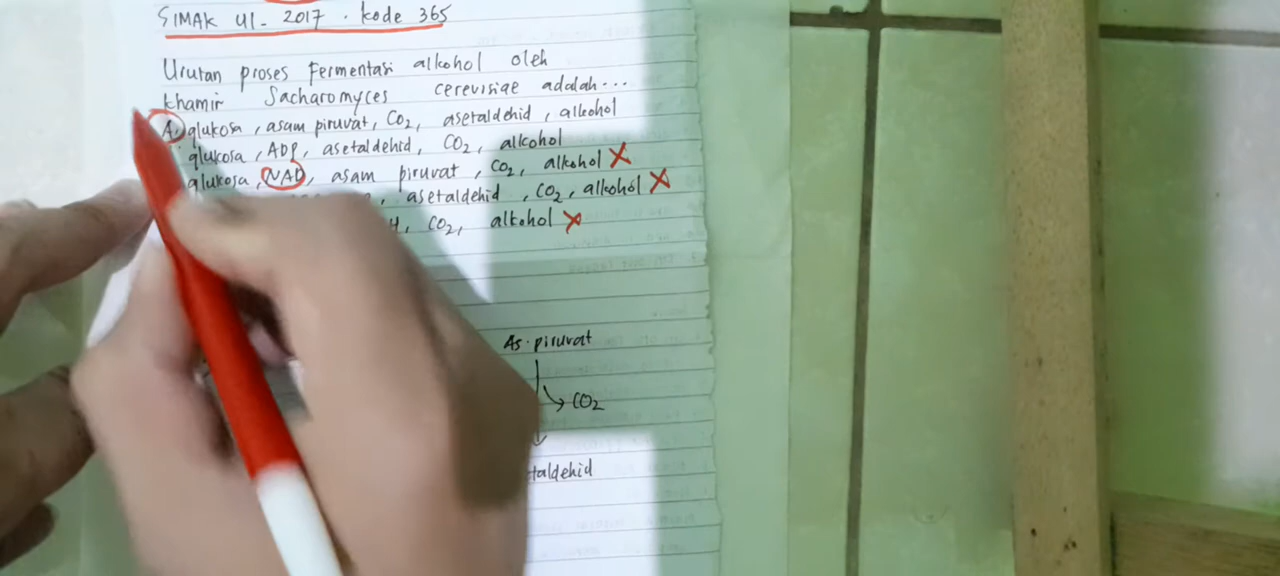 SIMAK UI - 2017 . kode 365
Urutan proses Fermentasi alkohol oleh
khamir Sacharomyces cerevisiae adalah...
A. glukosa, asam piruvat, CO2, asetaldehid, alkohol
glukosa, ADP, asetaldehid, CO2, alkohol
glukosa, NAD, asam piruvat, CO2, alkohol X
, asetaldehid, CO2, alkohol X
, CO2, alkohol X
As. piruvat
CO2
taldehid